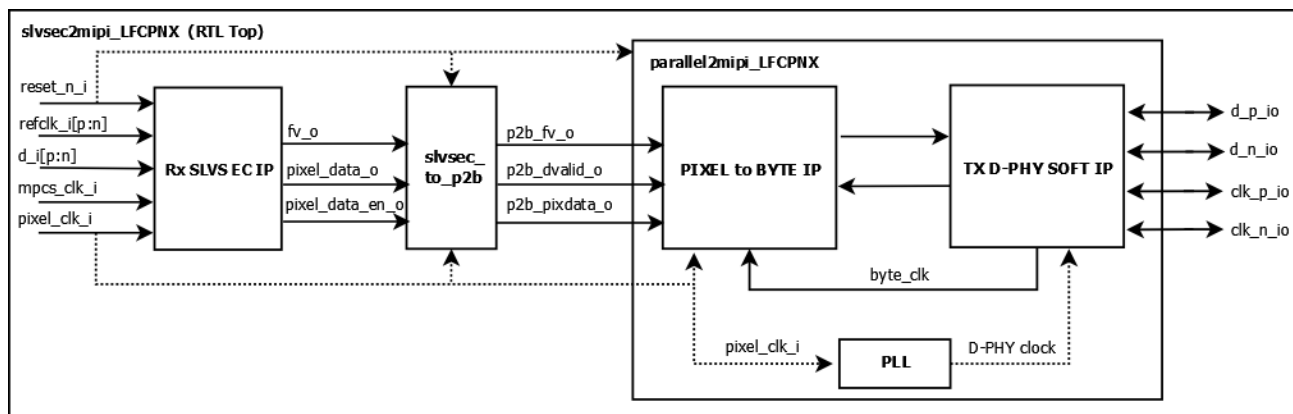 slvsec2mipi_LFCPNX (RTL Top)
parallel2mipi_LFCPNX
reset_n_i
refclk_i[p:n]
d_i[p:n]
mpcs_clk_i
pixel_clk_i
Rx SLVS EC IP
fv_o
pixel_data_o
pixel_data_en_o
slvsec_
to_p2b
p2b_fv_o
p2b_dvalid_o
p2b_pixdata_o
PIXEL to BYTE IP
TX D-PHY SOFT IP
d_p_io
d_n_io
clk_p_io
clk_n_io
byte_clk
pixel_clk_i
PLL
D-PHY clock